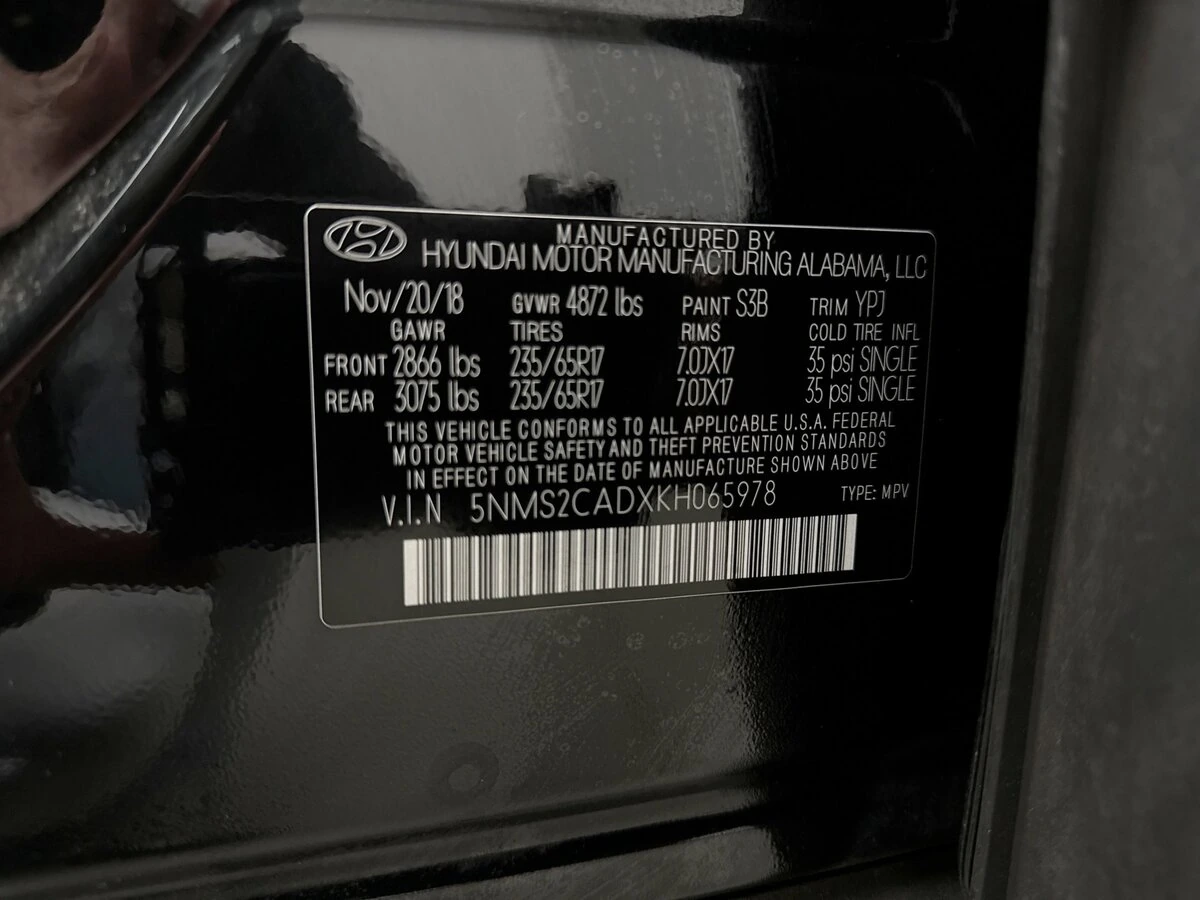 MANUFACTURED BY
HYUNDAI MOTOR MANUFACTURING ALABAMA, LLC
Nov/20/18 GVWR 4872 lbs PAINT S3B TRIM YPJ
GAWR TIRES RIMS COLD TIRE INFL
FRONT 2866 lbs 235/65R17 7.0JX17 35 psi SINGLE
REAR 3075 lbs 235/65R17 7.0JX17 35 psi SINGLE
THIS VEHICLE CONFORMS TO ALL APPLICABLE U.S.A. FEDERAL
MOTOR VEHICLE SAFETY AND THEFT PREVENTION STANDARDS
IN EFFECT ON THE DATE OF MANUFACTURE SHOWN ABOVE
V.I.N 5NMS2CADXKH065978 TYPE: MPV